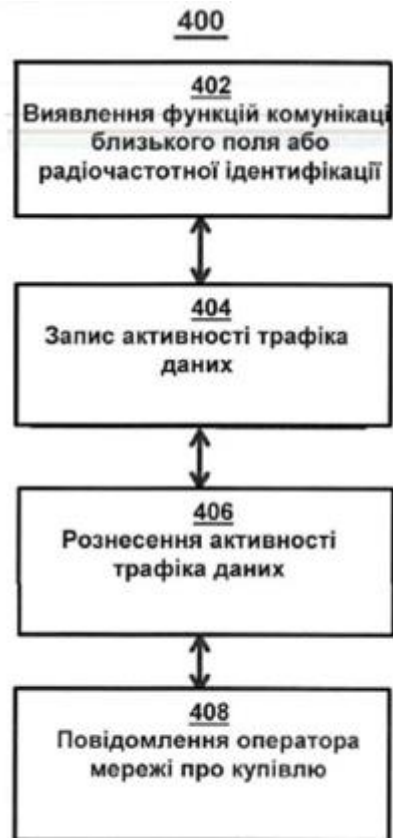 400
402
Виявлення функцій комунікаці
близького поля або
радіочастотної ідентифікації
404
Запис активності трафіка
даних
406
Рознесення активності
трафіка даних
408
Повідомлення оператора
мережі про купівлю